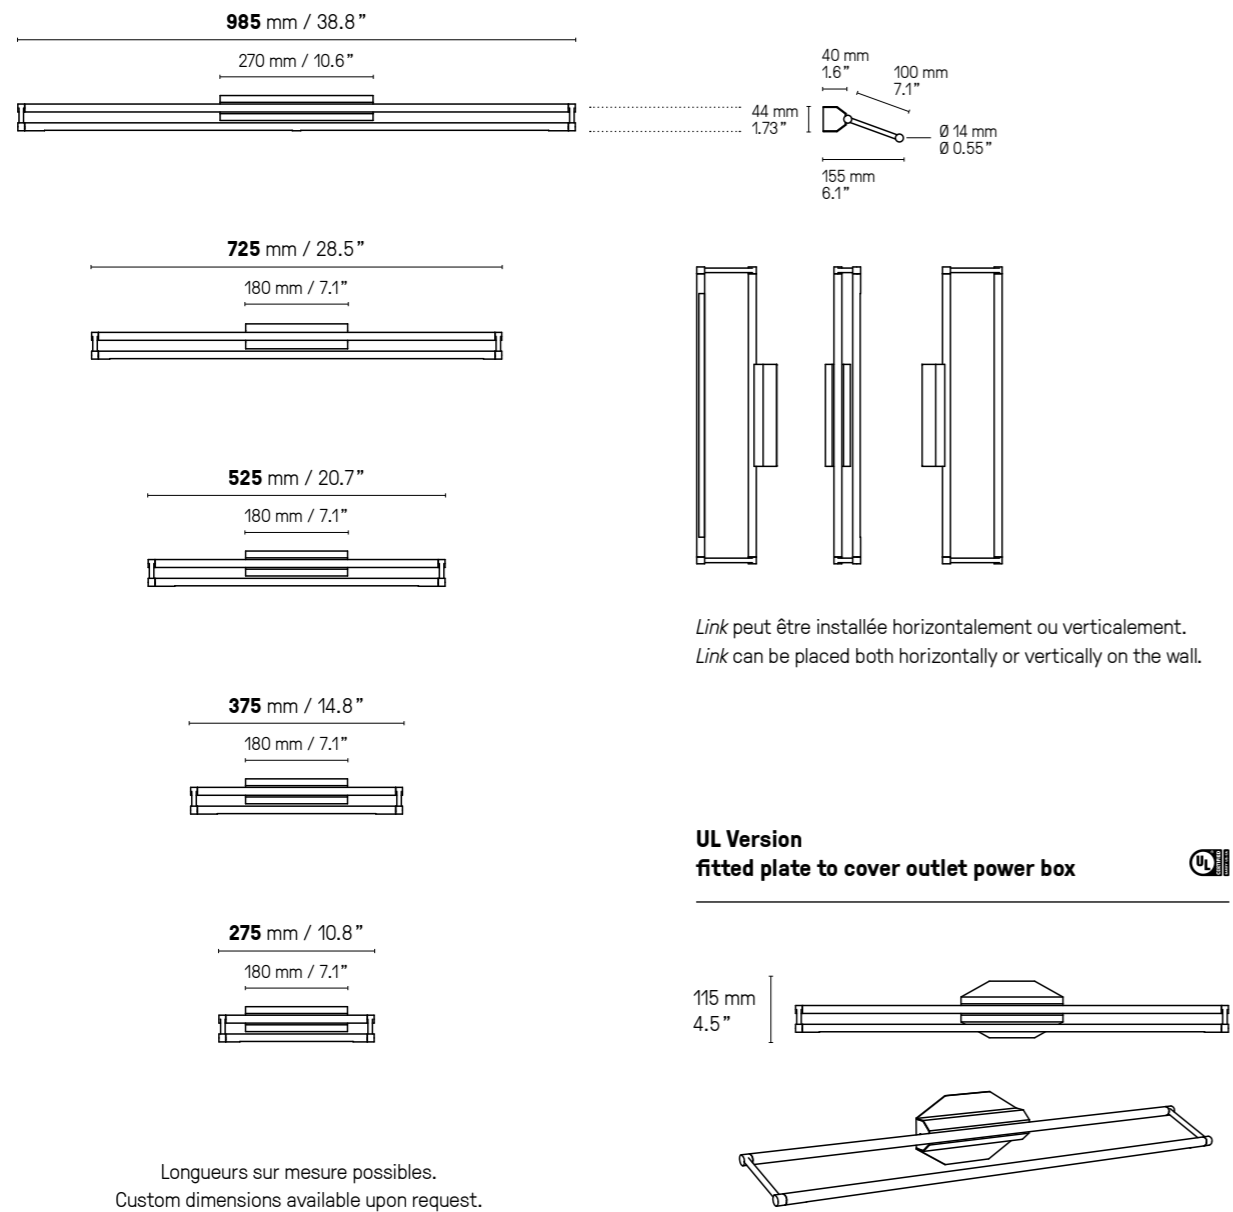 985 mm / 38.8”
270 mm / 10.6”
40 mm
1.6”
100 mm
7.1”
44 mm
1.73”
Ø 14 mm
Ø 0.55”
155 mm
6.1”
725 mm / 28.5”
180 mm / 7.1”
525 mm / 20.7”
180 mm / 7.1”
Link peut être installée horizontalement ou verticalement.
Link can be placed both horizontally or vertically on the wall.
375 mm / 14.8”
180 mm / 7.1”
UL Version
fitted plate to cover outlet power box
UL
275 mm / 10.8”
180 mm / 7.1”
115 mm
4.5”
Longueurs sur mesure possibles.
Custom dimensions available upon request.